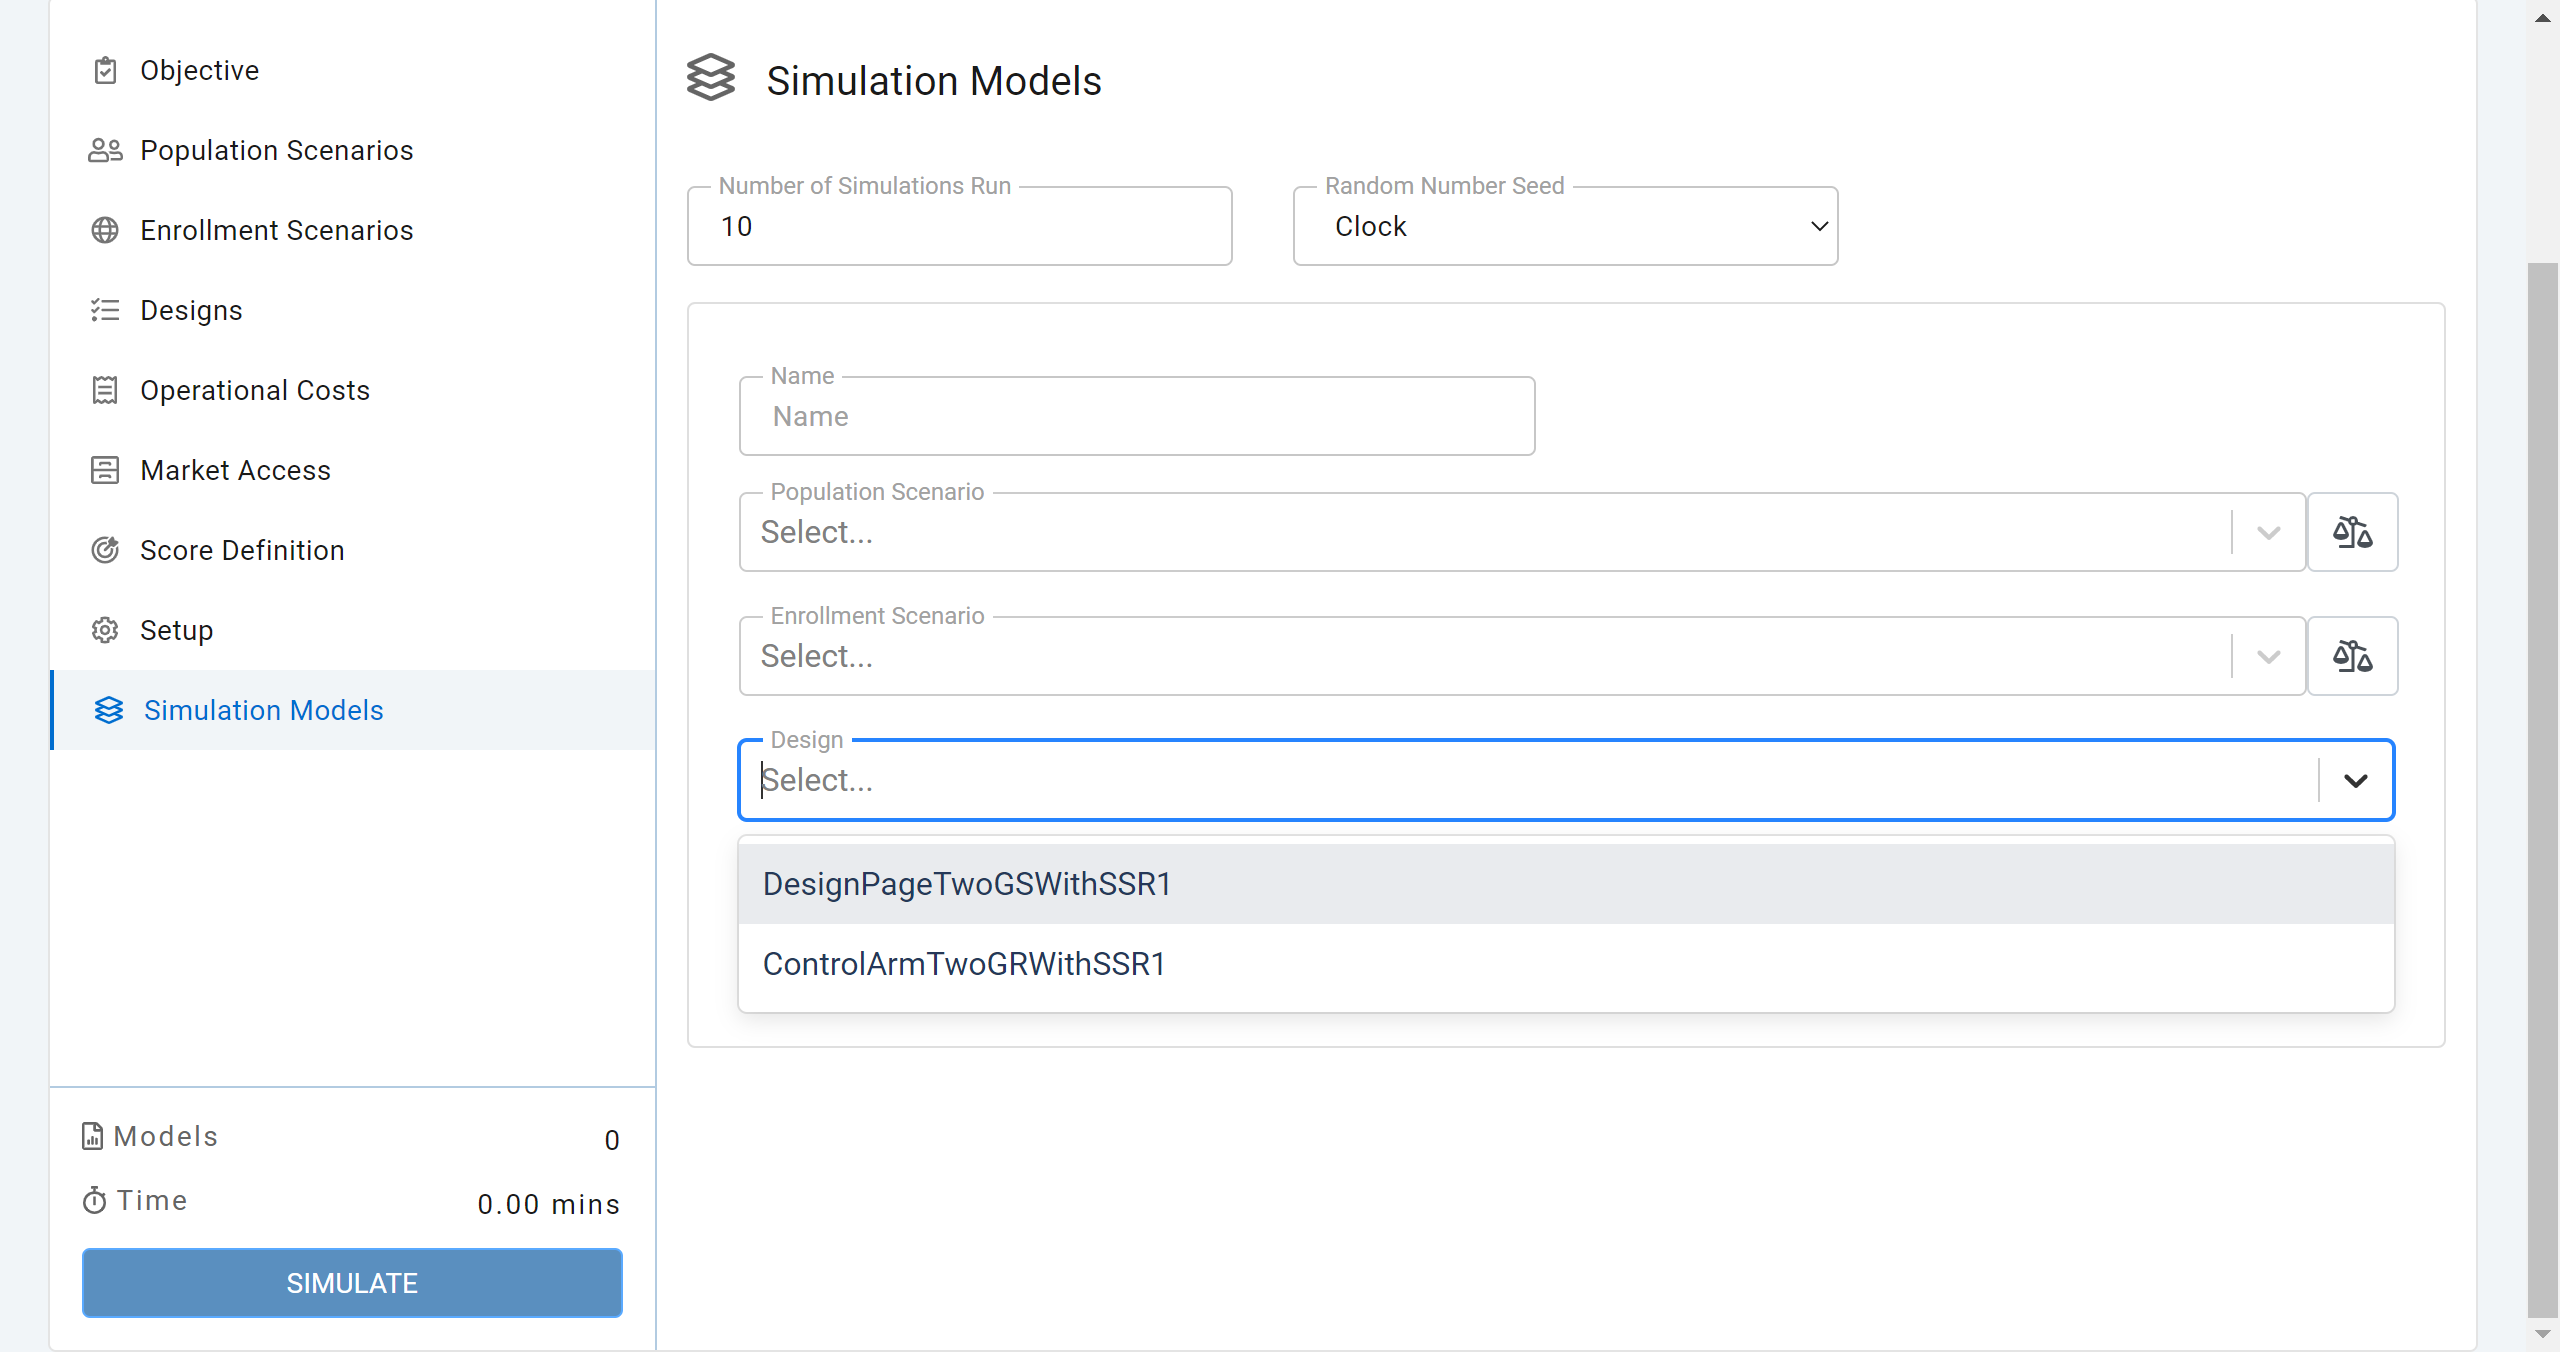 Objective
Population Scenarios
Enrollment Scenarios
Designs
Operational Costs
Market Access
Score Definition
Setup
Simulation Models
Models 0
Time 0.00 mins
SIMULATE
Simulation Models
Number of Simulations Run
10
Random Number Seed
Clock
Name
Name
Population Scenario
Select...
Enrollment Scenario
Select...
Design
Select...
DesignPageTwoGSWithSSR1
ControlArmTwoGRWithSSR1